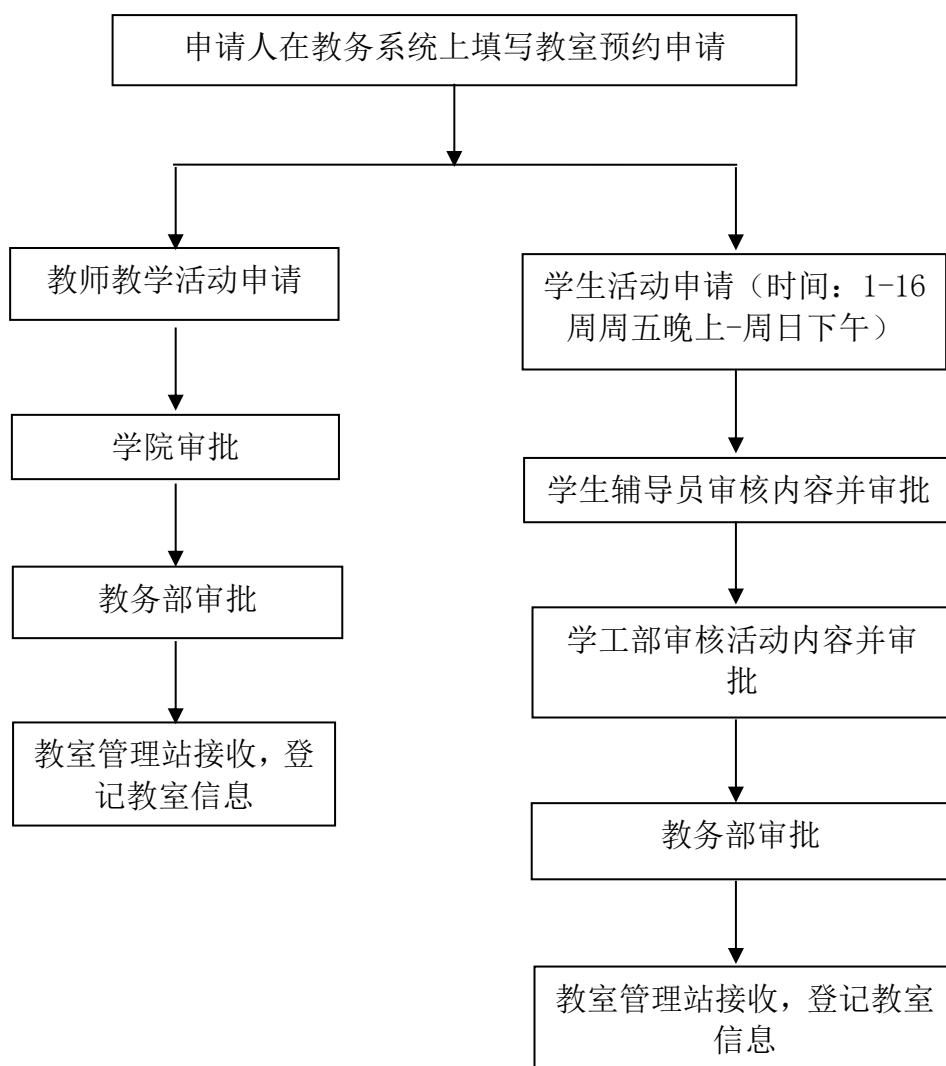 申请人在教务系统上填写教室预约申请
教师教学活动申请
学院审批
教务部审批
教室管理站接收，登
记教室信息
学生活动申请（时间：1-16
周周五晚上-周日下午）
学生辅导员审核内容并审批
学工部审核活动内容并审
批
教务部审批
教室管理站接收，登记教室
信息